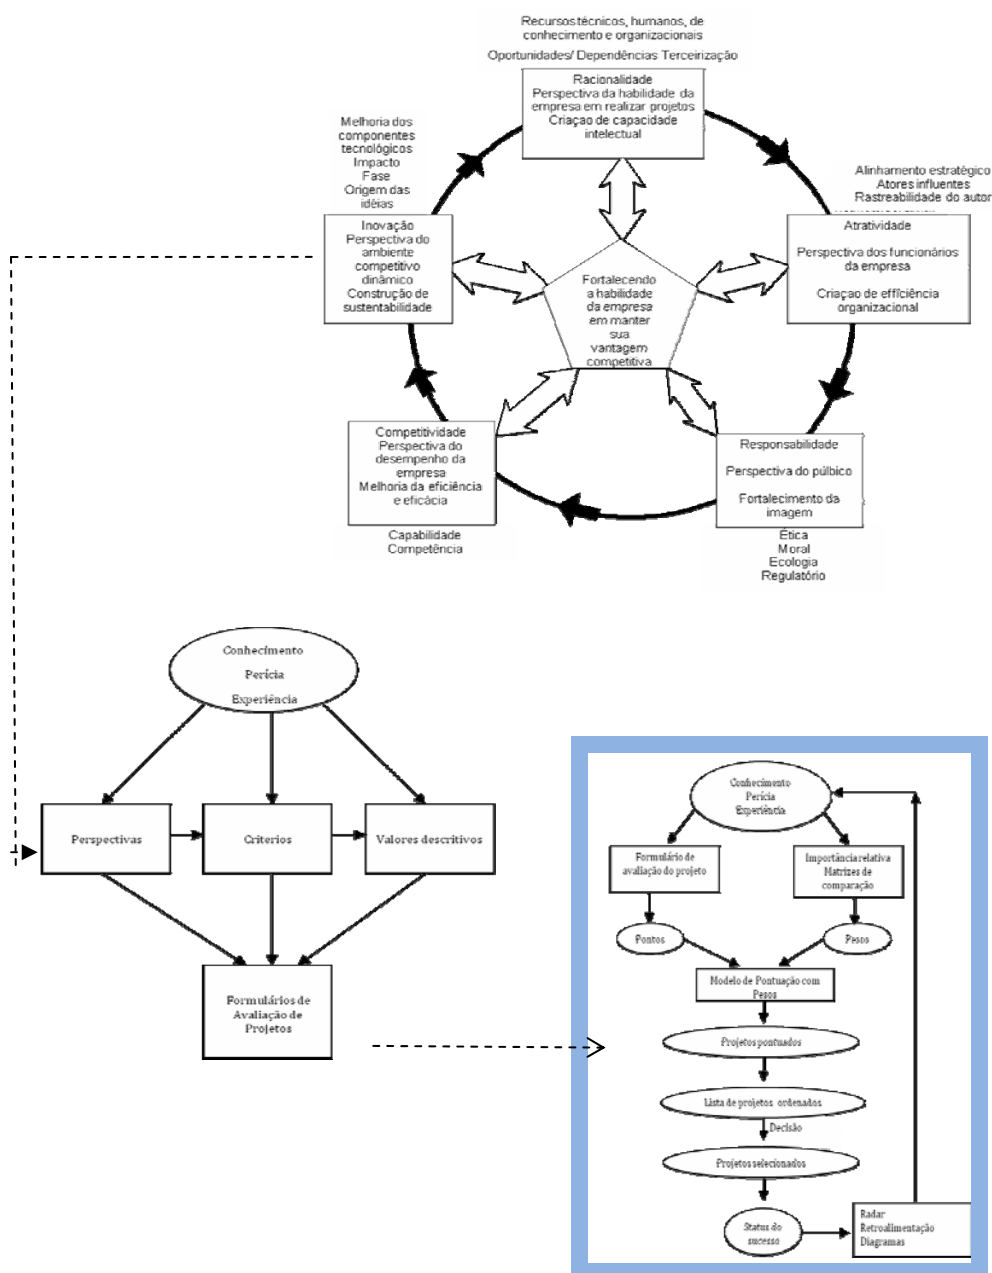 Recursos técnicos, humanos, de
conhecimento e organizacionais
Oportunidades/ Dependências Terceirização
Racionalidade
Perspectiva da habilidade da
empresa em realizar projetos
Criaçao de capacidade
intelectual
Melhoria dos
componentes
tecnológicos
Impacto
Fase
Origem das
idéias
Alinhamento estratégico
Atores influentes
Rastreabilidade do autor
Inovação
Perspectiva do
ambiente
competitivo
dinâmico
Construção de
sustentabilidade
Atratividade
Perspectiva dos funcionários
da empresa
Criaçao de effîciência
organizacional
Fortalecendo
a habilidade
da empresa
em manter
sua
vantagem
competitiva
Competitividade
Perspectiva do
desempenho da
empresa
Melhoria da eficiência
e eficácia
Capabilidade
Competência
Responsabilidade
Perspectiva do púlbico
Fortalecimento da
imagem
Ética
Moral
Ecologia
Regulatório
Conhecimento
Perícia
Experiência
Perspectivas
Criterios
Valores descritivos
Formulários de
Avaliação de
Projetos
Conhecimento
Perícia
Experiência
Formulário de
avaliação do projeto
Importância relativa
Matrizes de
comparação
Pontos
Pesos
Modelo de Pontuação com
Pesos
Projetos pontuados
Lista de projetos ordenados
Decisão
Projetos selecionados
Status do
sucesso
Radar
Retroalimentação
Diagramas